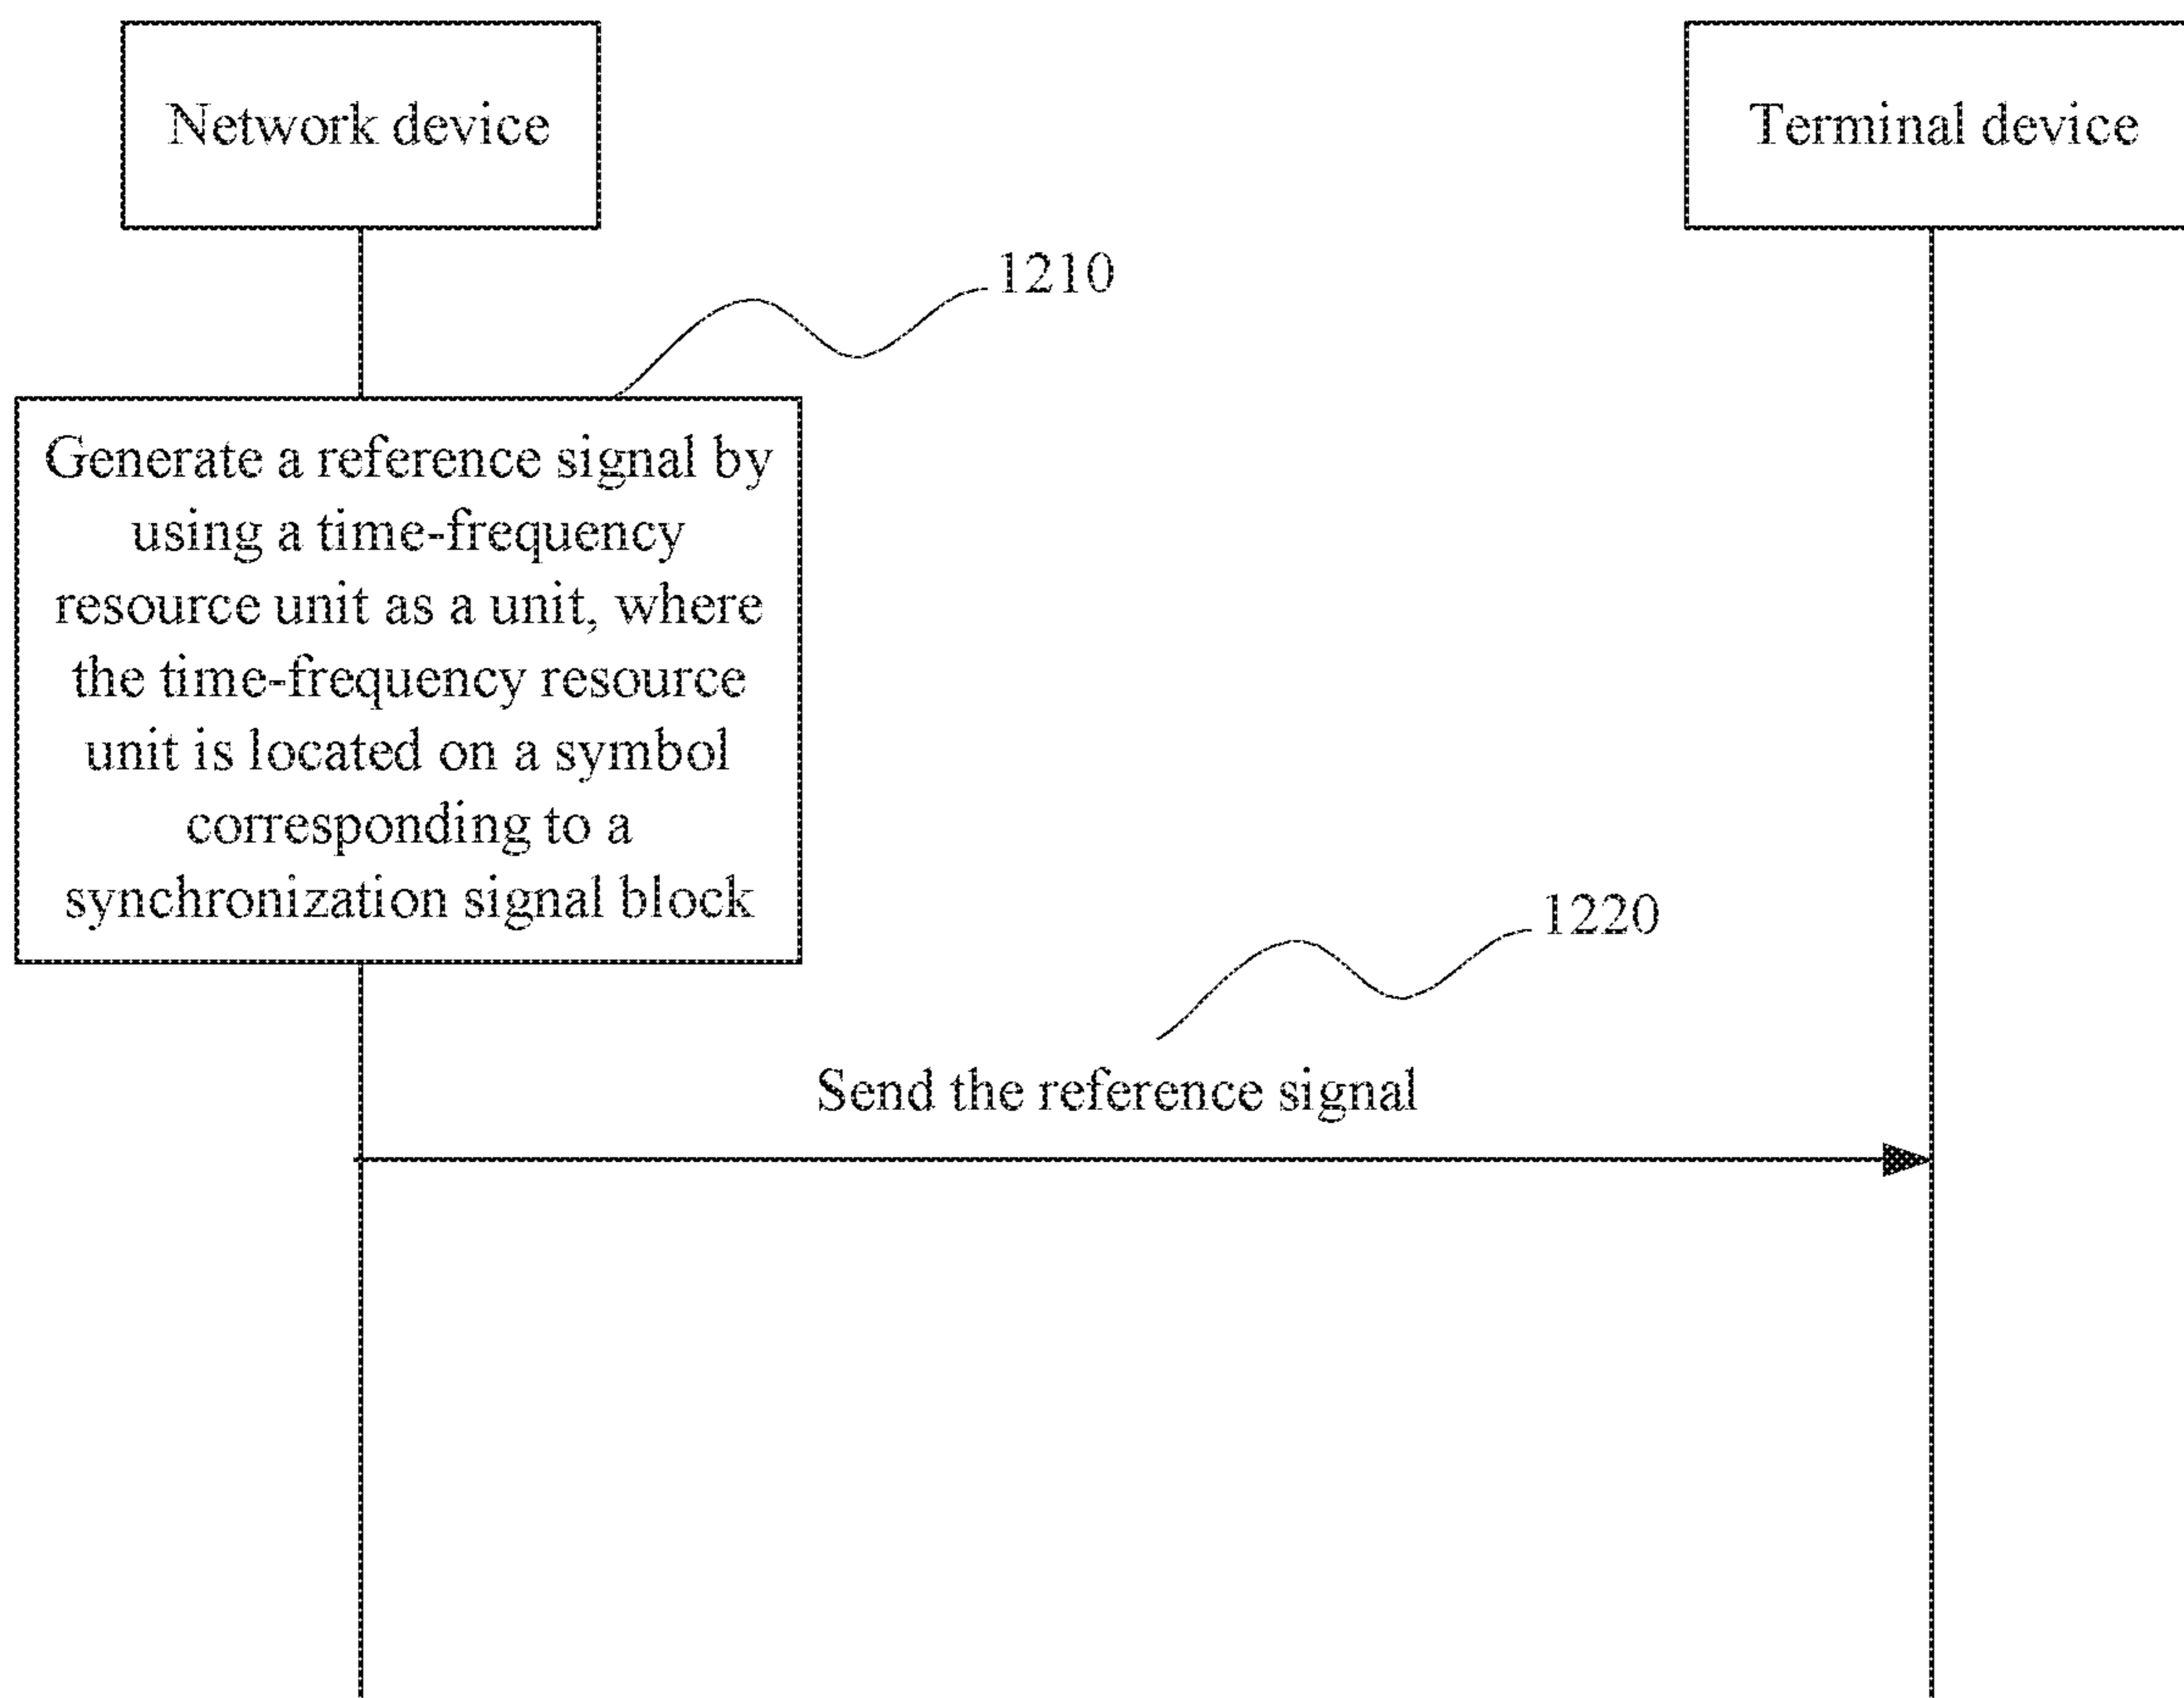 Network device
Terminal device
1210
Generate a reference signal by
using a time-frequency
resource unit as a unit, where
the time-frequency resource
unit is located on a symbol
corresponding to a
synchronization signal block
1220
Send the reference signal